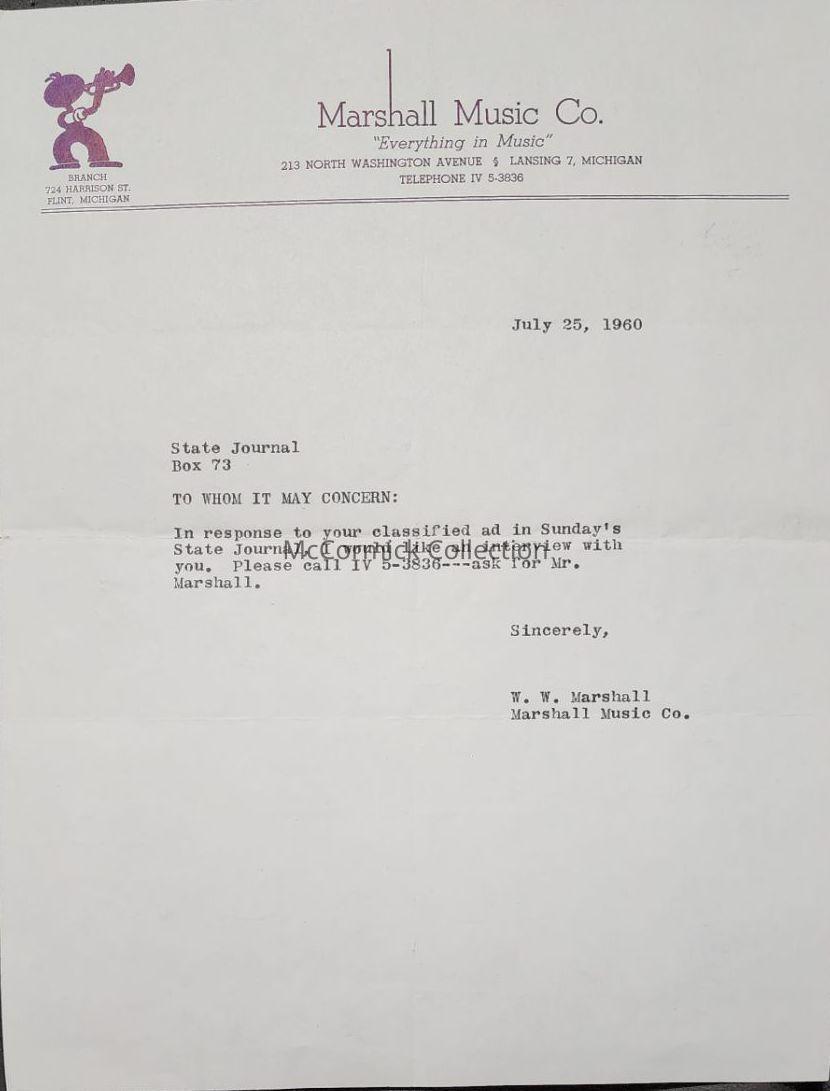 Marshall Music Co.
"Everything in Music"
213 NORTH WASHINGTON AVENUE § LANSING 7, MICHIGAN
TELEPHONE IV 5-3836
BRANCH
724 HARRISON ST.
FLINT, MICHIGAN
July 25, 1960
State Journal
Box 73
TO WHOM IT MAY CONCERN:
In response to your classified ad in Sunday's
State Journal, I would like an interview with
you. Please call IV 5-3836---ask for Mr.
Marshall.
McCormick Collection
Sincerely,
W. W. Marshall
Marshall Music Co.